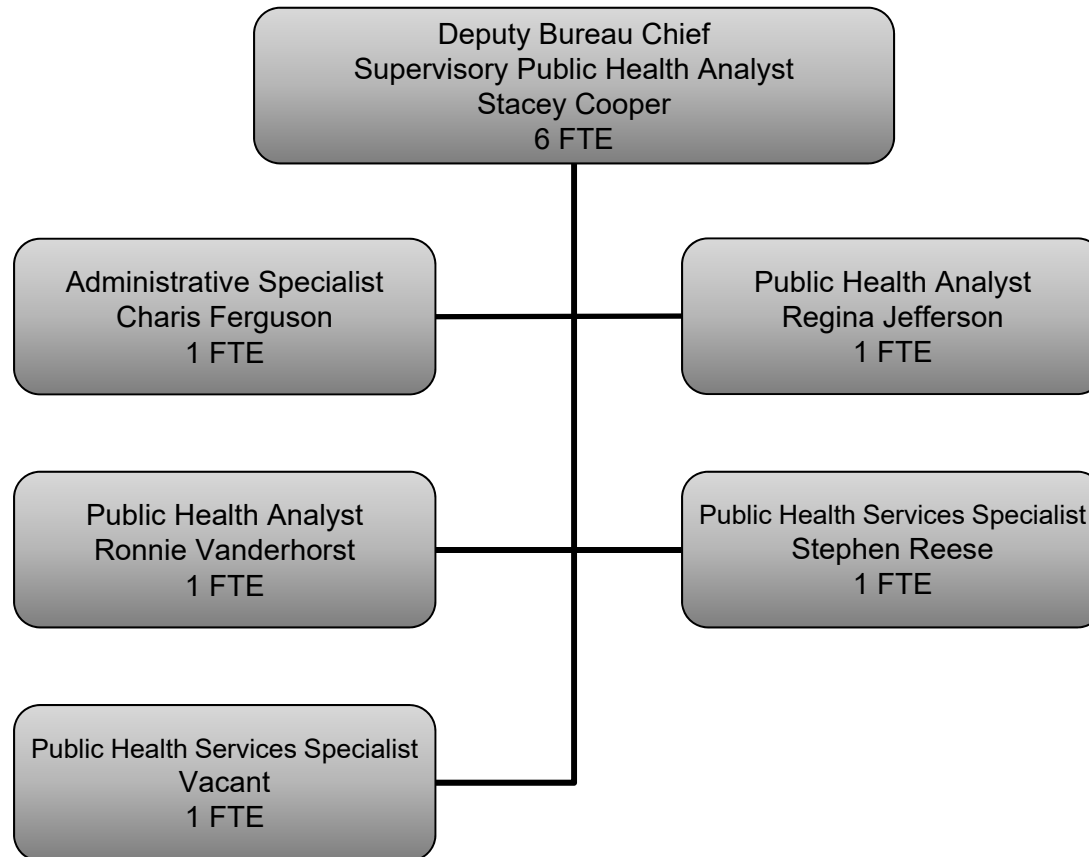 Deputy Bureau Chief
Supervisory Public Health Analyst
Stacey Cooper
6 FTE
Administrative Specialist
Charis Ferguson
1 FTE
Public Health Analyst
Regina Jefferson
1 FTE
Public Health Analyst
Ronnie Vanderhorst
1 FTE
Public Health Services Specialist
Stephen Reese
1 FTE
Public Health Services Specialist
Vacant
1 FTE